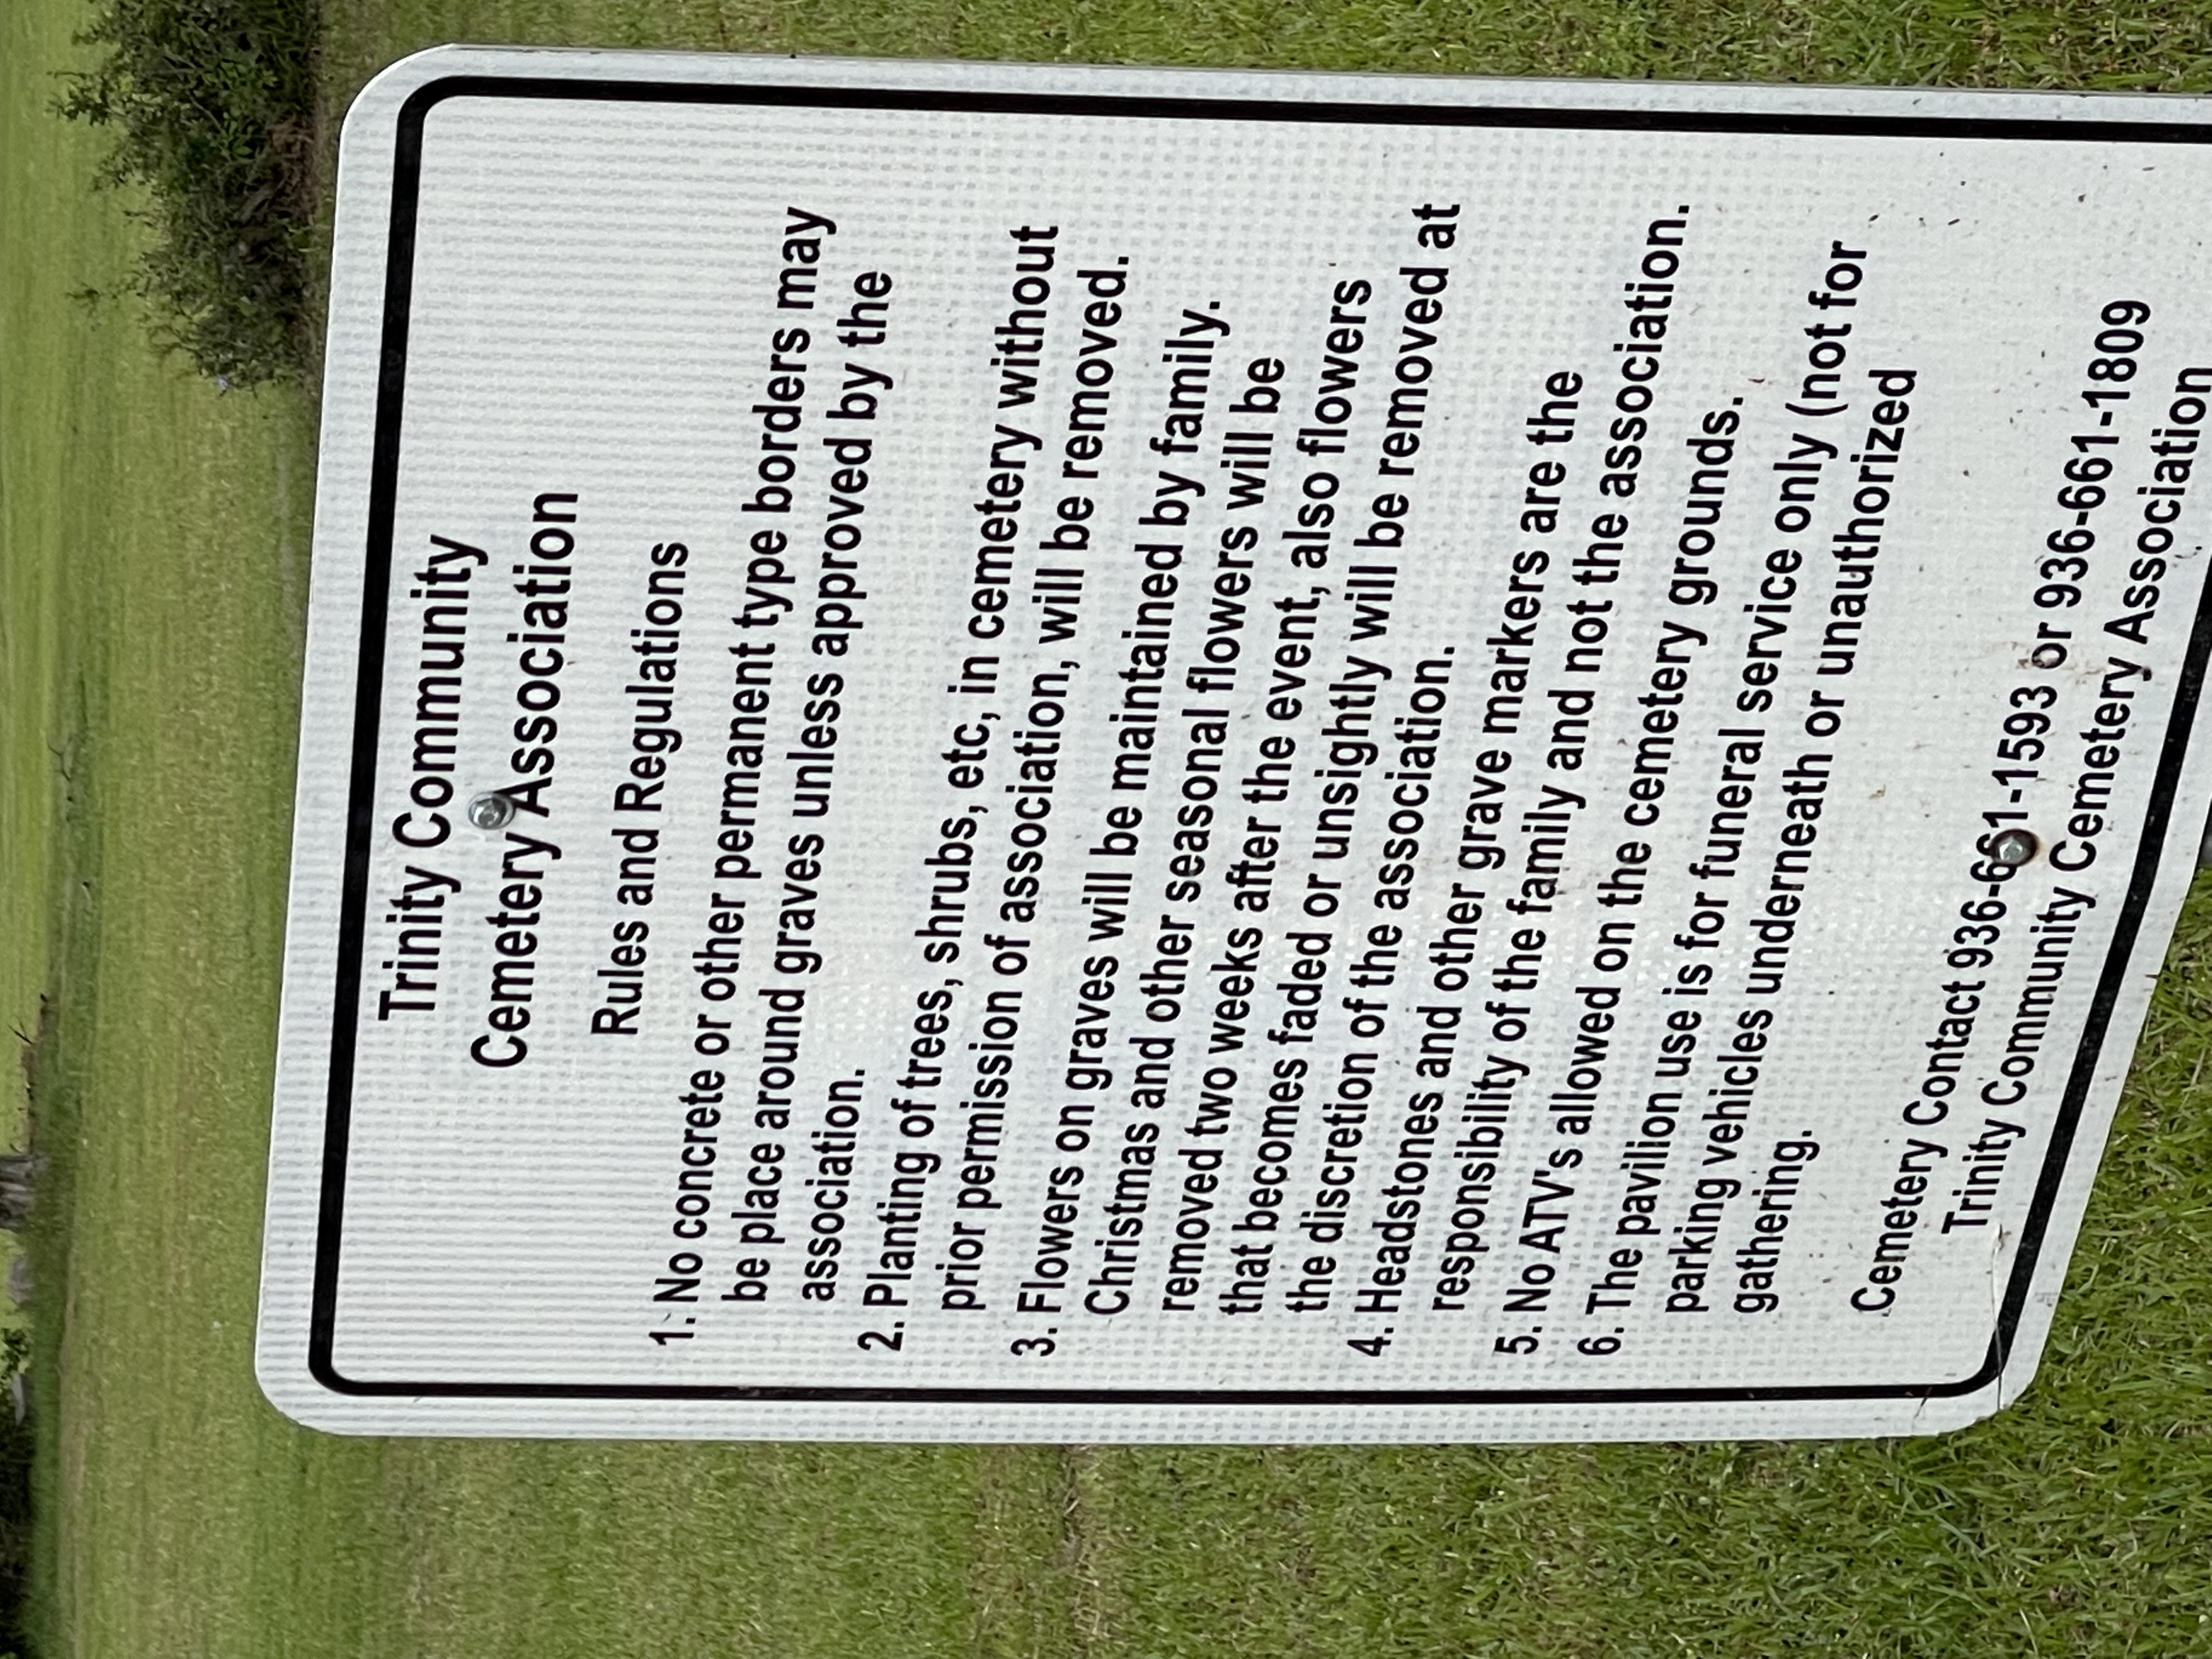 Trinity Community
Cemetery Association
Rules and Regulations
1. No concrete or other permanent type borders may
be place around graves unless approved by the
association.
2. Planting of trees, shrubs, etc, in cemetery without
prior permission of association, will be removed.
3. Flowers on graves will be maintained by family.
Christmas and other seasonal flowers will be
removed two weeks after the event, also flowers
that becomes faded or unsightly will be removed at
the discretion of the association.
4. Headstones and other grave markers are the
responsibility of the family and not the association.
5. No ATV's allowed on the cemetery grounds.
6. The pavilion use is for funeral service only (not for
parking vehicles underneath or unauthorized
gathering.
Cemetery Contact 936-661-1593 or 936-661-1809
Trinity Community Cemetery Association